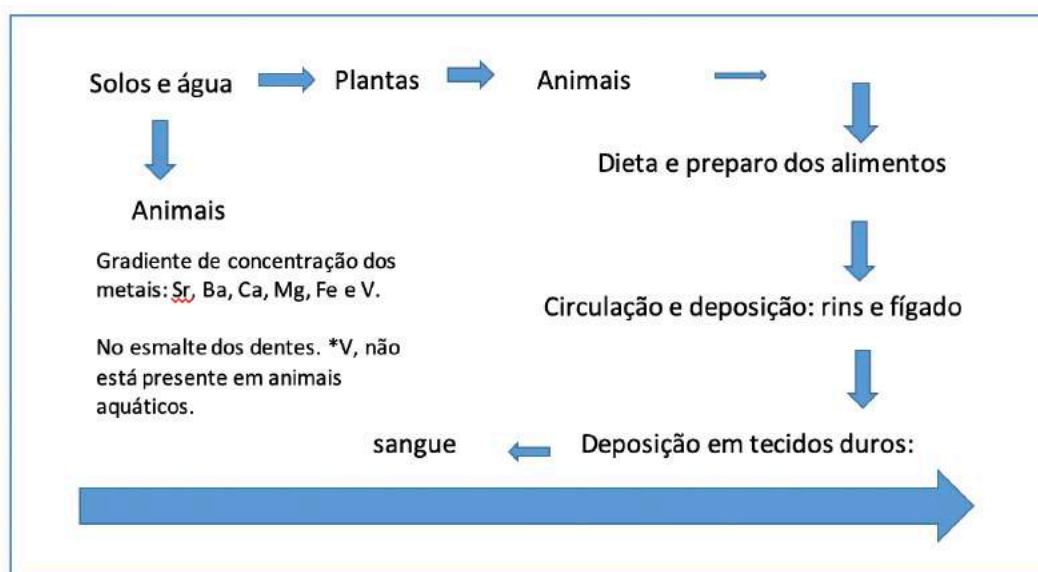 Solos e água
Plantas
Animais
Dieta e preparo dos alimentos
Animais
Gradiente de concentração dos
metais: Sr, Ba, Ca, Mg, Fe e V.
Circulação e deposição: rins e fígado
No esmalte dos dentes. *V, não
está presente em animais
aquáticos.
sangue
Deposição em tecidos duros: